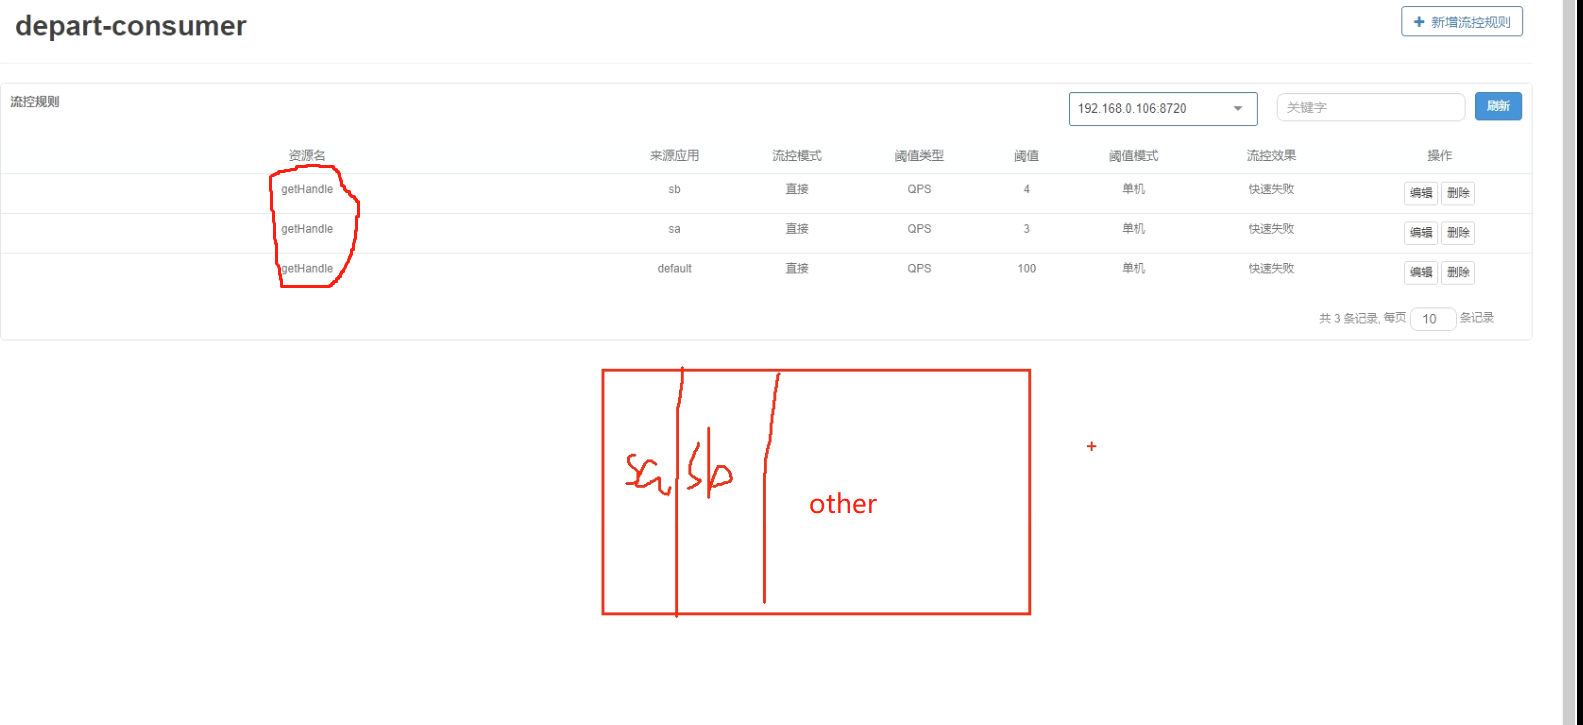 depart-consumer
+ 新增流控规则
流控规则 192.168.0.106:8720 关键字 刷新
资源名 来源应用 流控模式 阈值类型 阈值 阈值模式 流控效果 操作
getHandle sb 直接 QPS 4 单机 快速失败 编辑 删除
getHandle sa 直接 QPS 3 单机 快速失败 编辑 删除
getHandle default 直接 QPS 100 单机 快速失败 编辑 删除
共 3 条记录, 每页 10 条记录
sa sb other